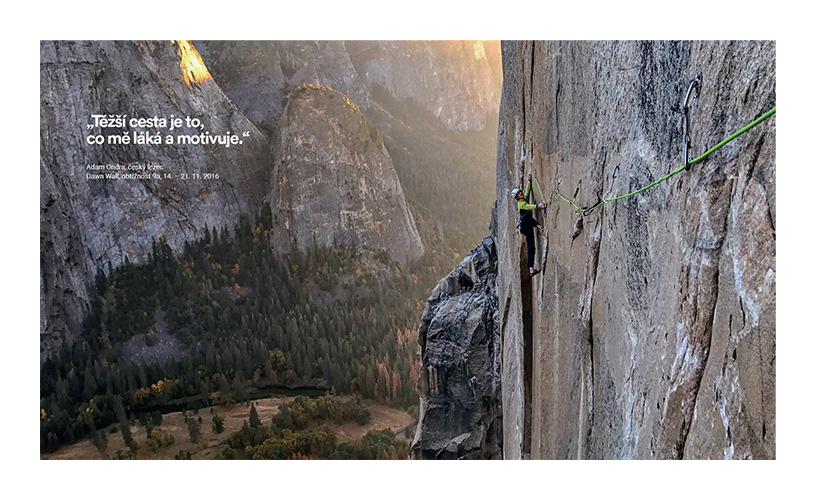 „Těžší cesta je to,
co mě láká a motivuje.“
Adam Ondra, český lezec
Dawn Wall, obtížnost 9a, 14. – 21. 11. 2016